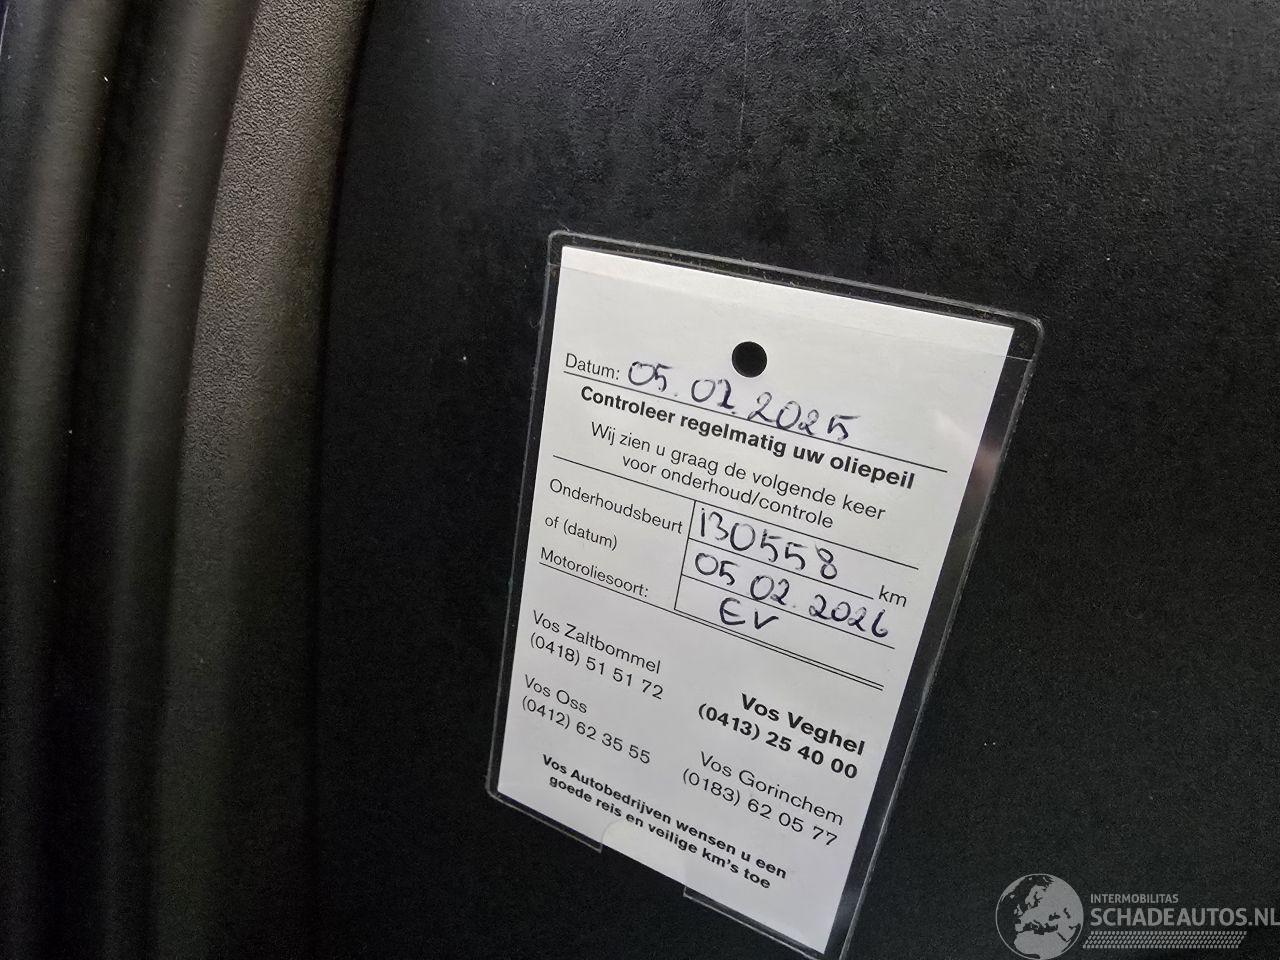 Datum: 05.02.2025
Controleer regelmatig uw oliepeil
Wij zien u graag de volgende keer
voor onderhoud/controle
Onderhoudsbeurt 130558 km
of (datum) 05 02.2026
Motoroliesoort: EV
Vos Zaltbommel
(0418) 51 51 72
Vos Veghel
(0413) 25 40 00
Vos Oss
(0412) 62 35 55
Vos Gorinchem
(0183) 62 05 77
Vos Autobedrijven wensen u een
goede reis en veilige km's toe
INTERMOBILITAS
SCHADEAUTOS.NL